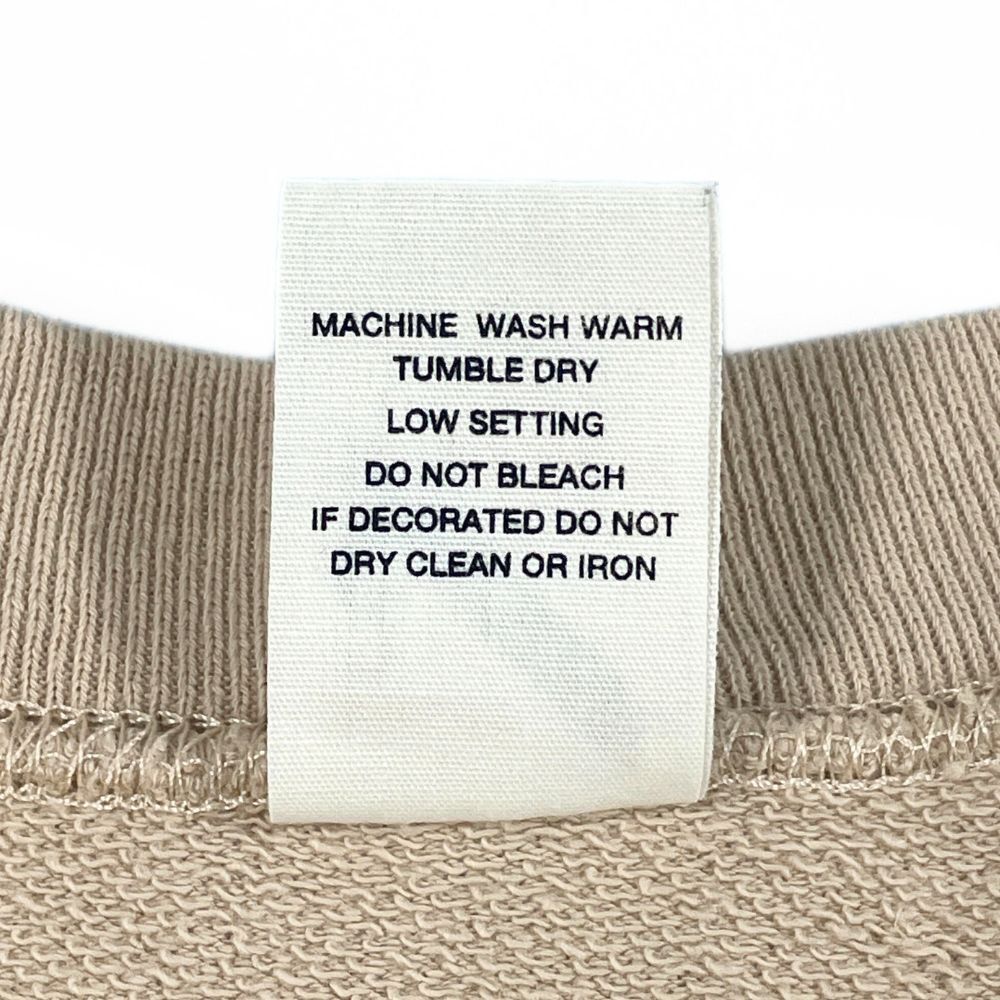 MACHINE WASH WARM
TUMBLE DRY
LOW SETTING
DO NOT BLEACH
IF DECORATED DO NOT
DRY CLEAN OR IRON